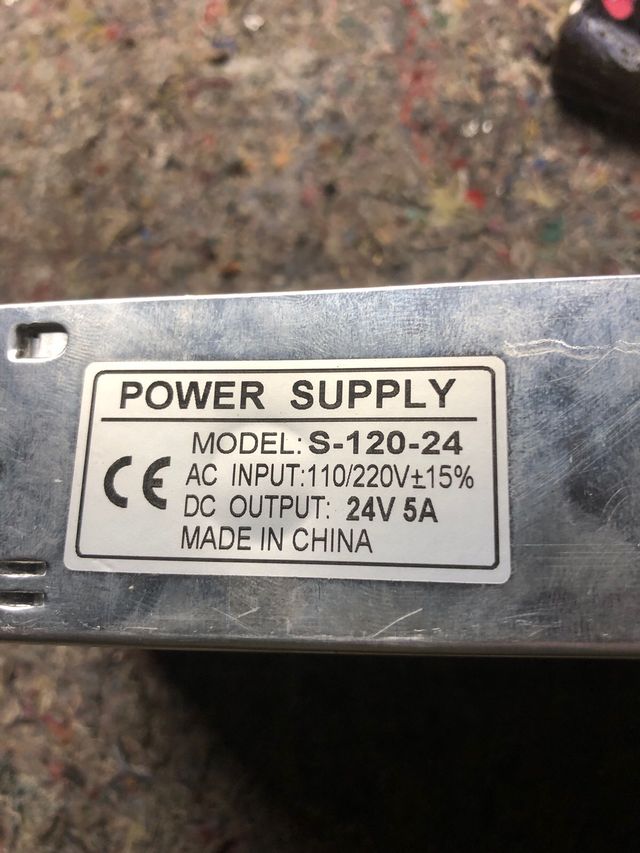 POWER SUPPLY
MODEL: S-120-24
CE AC INPUT:110/220V±15%
DC OUTPUT: 24V 5A
MADE IN CHINA